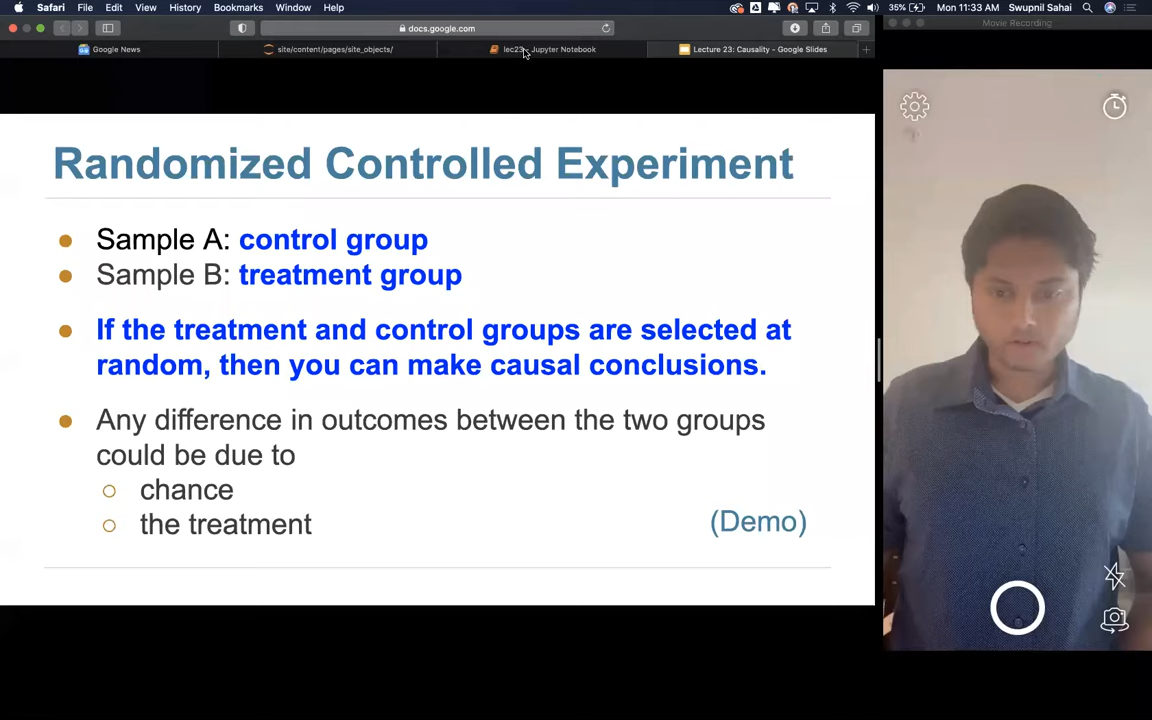 Safari File Edit View History Bookmarks Window Help
35% Mon 11:33 AM Swupnil Sahai
Movie Recording
docs.google.com
Google News
site/content/pages/site_objects/
lec23 - Jupyter Notebook
Lecture 23: Causality - Google Slides
Randomized Controlled Experiment
● Sample A: control group
● Sample B: treatment group
● If the treatment and control groups are selected at
random, then you can make causal conclusions.
● Any difference in outcomes between the two groups
could be due to
○ chance
○ the treatment
(Demo)